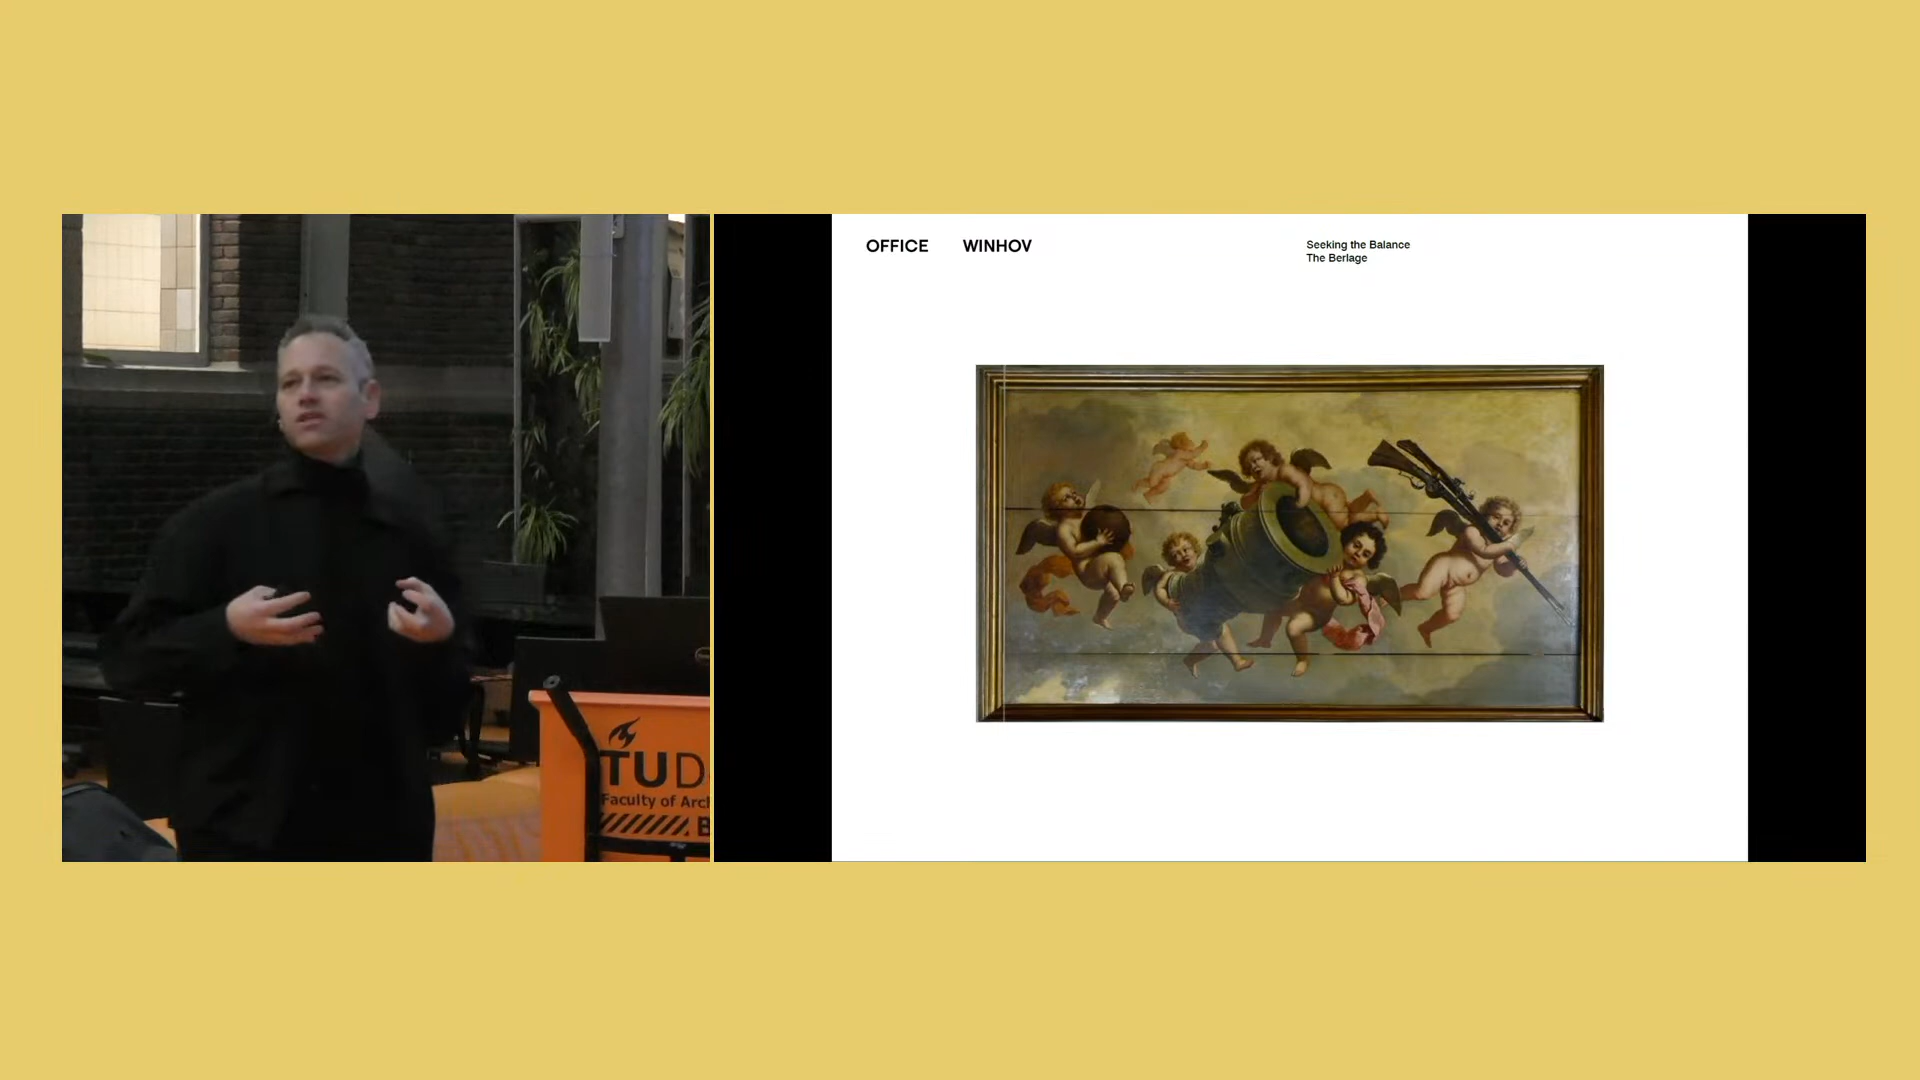 OFFICE WINHOV
Seeking the Balance
The Berlage
TUD
Faculty of Arc
B